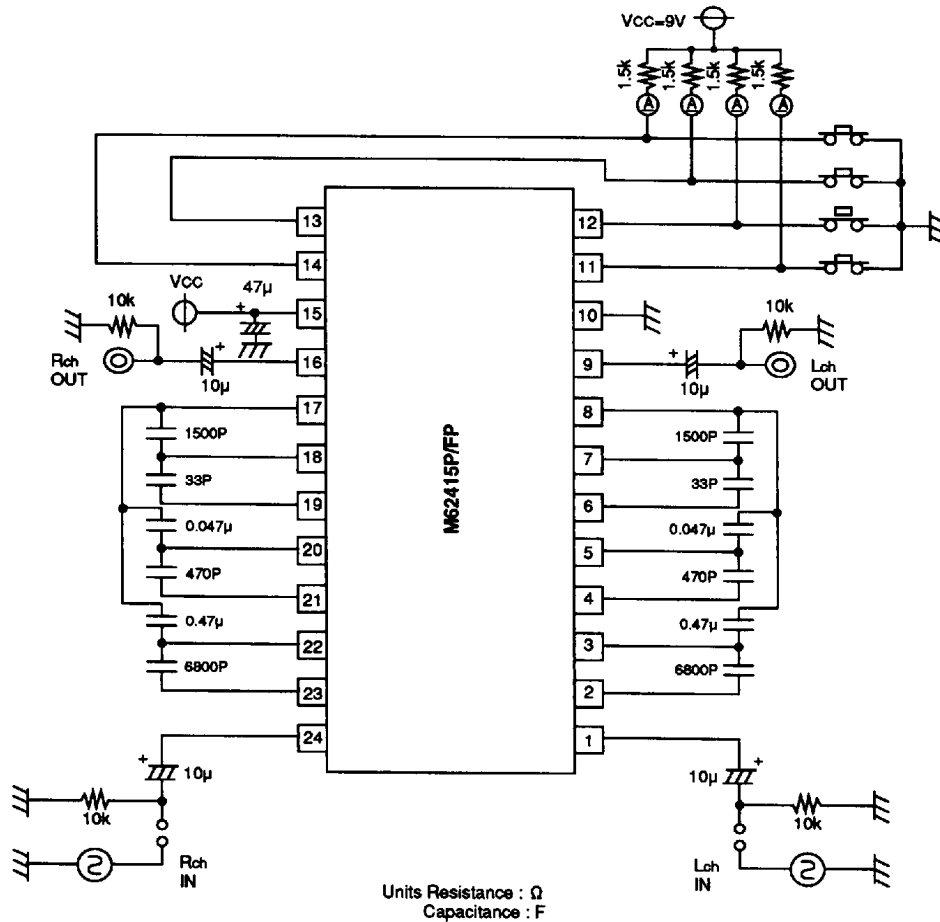 VCC=9V
1.5k
1.5k
1.5k
1.5k
A
A
A
A
13
12
14
11
VCC
47µ
+
15
10
10k
10k
Rch
OUT
+
10µ
16
9
+
10µ
Lch
OUT
17
8
1500P
1500P
18
7
33P
33P
19
6
0.047µ
0.047µ
20
5
470P
470P
21
4
0.47µ
0.47µ
22
3
6800P
6800P
23
2
24
1
M62415P/FP
+
10µ
10µ
+
10k
10k
Rch
IN
Lch
IN
Units Resistance : Ω
Capacitance : F